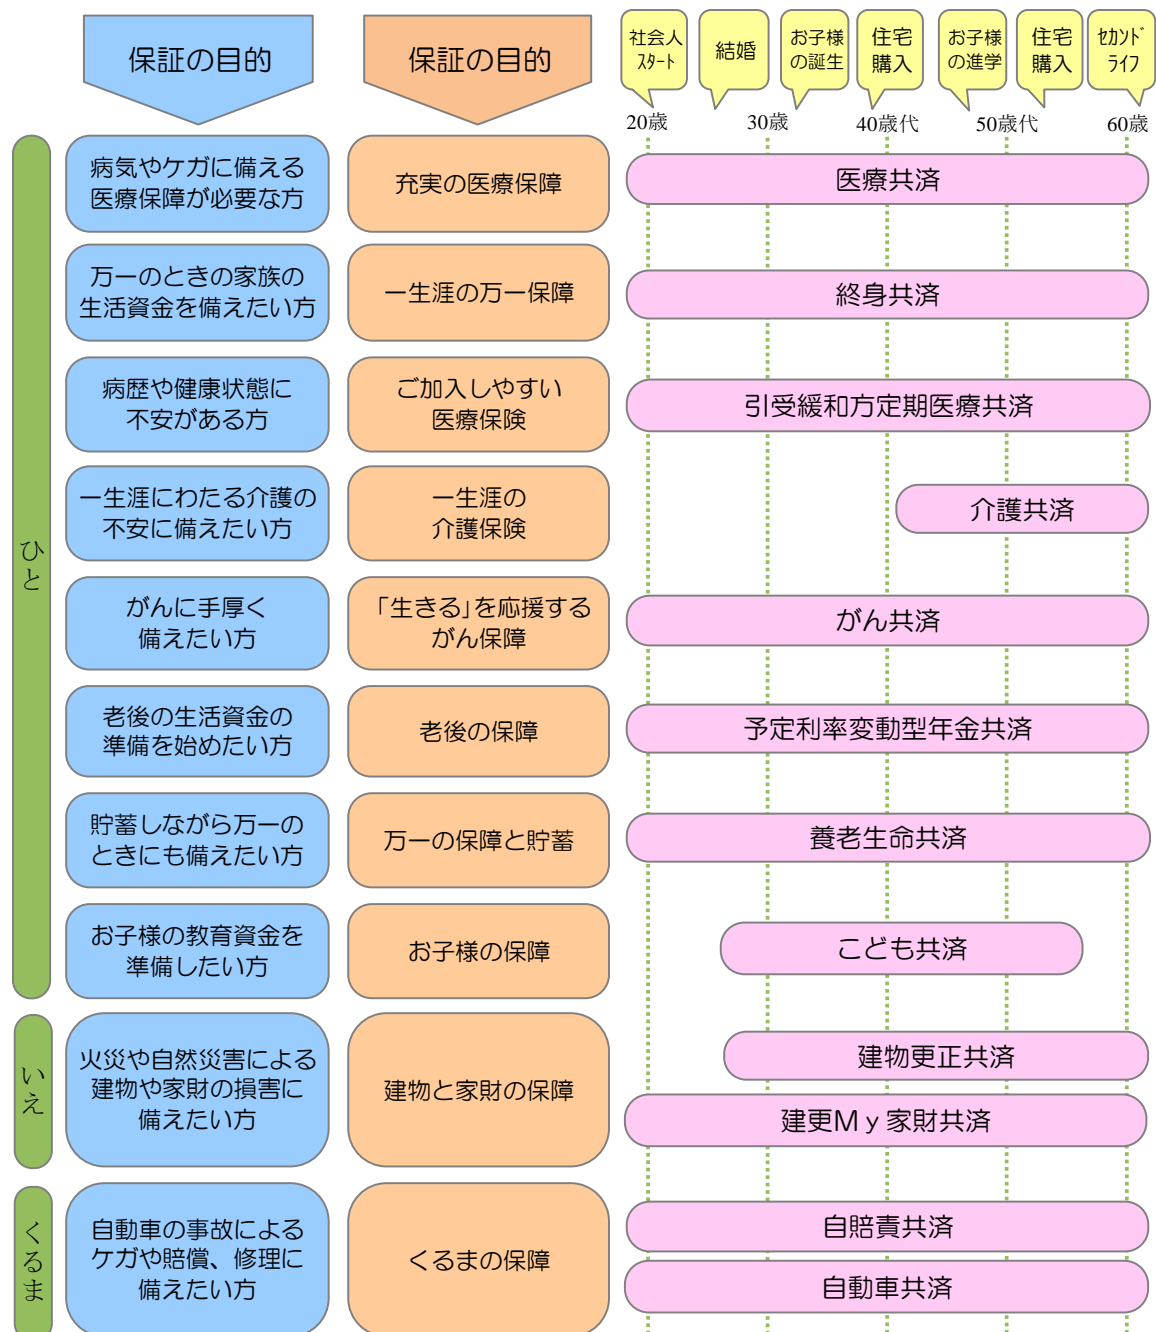 保証の目的
保証の目的
社会人
ｽﾀｰﾄ
結婚
お子様
の誕生
住宅
購入
お子様
の進学
住宅
購入
ｾｶﾝﾄﾞ
ﾗｲﾌ
20歳
30歳
40歳代
50歳代
60歳
ひと
病気やケガに備える
医療保障が必要な方
充実の医療保障
医療共済
万一のときの家族の
生活資金を備えたい方
一生涯の万一保障
終身共済
病歴や健康状態に
不安がある方
ご加入しやすい
医療保険
引受緩和方定期医療共済
一生涯にわたる介護の
不安に備えたい方
一生涯の
介護保険
介護共済
がんに手厚く
備えたい方
「生きる」を応援する
がん保障
がん共済
老後の生活資金の
準備を始めたい方
老後の保障
予定利率変動型年金共済
貯蓄しながら万一の
ときにも備えたい方
万一の保障と貯蓄
養老生命共済
お子様の教育資金を
準備したい方
お子様の保障
こども共済
いえ
火災や自然災害による
建物や家財の損害に
備えたい方
建物と家財の保障
建物更正共済
建更Ｍｙ家財共済
くるま
自動車の事故による
ケガや賠償、修理に
備えたい方
くるまの保障
自賠責共済
自動車共済